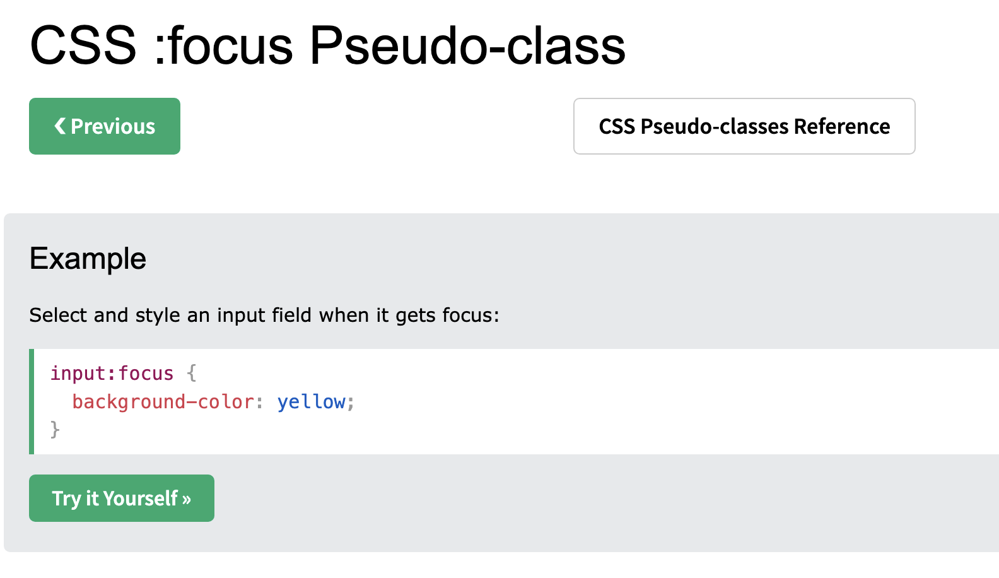 CSS :focus Pseudo-class
❮ Previous
CSS Pseudo-classes Reference
Example
Select and style an input field when it gets focus:
input:focus {
  background-color: yellow;
}
Try it Yourself »